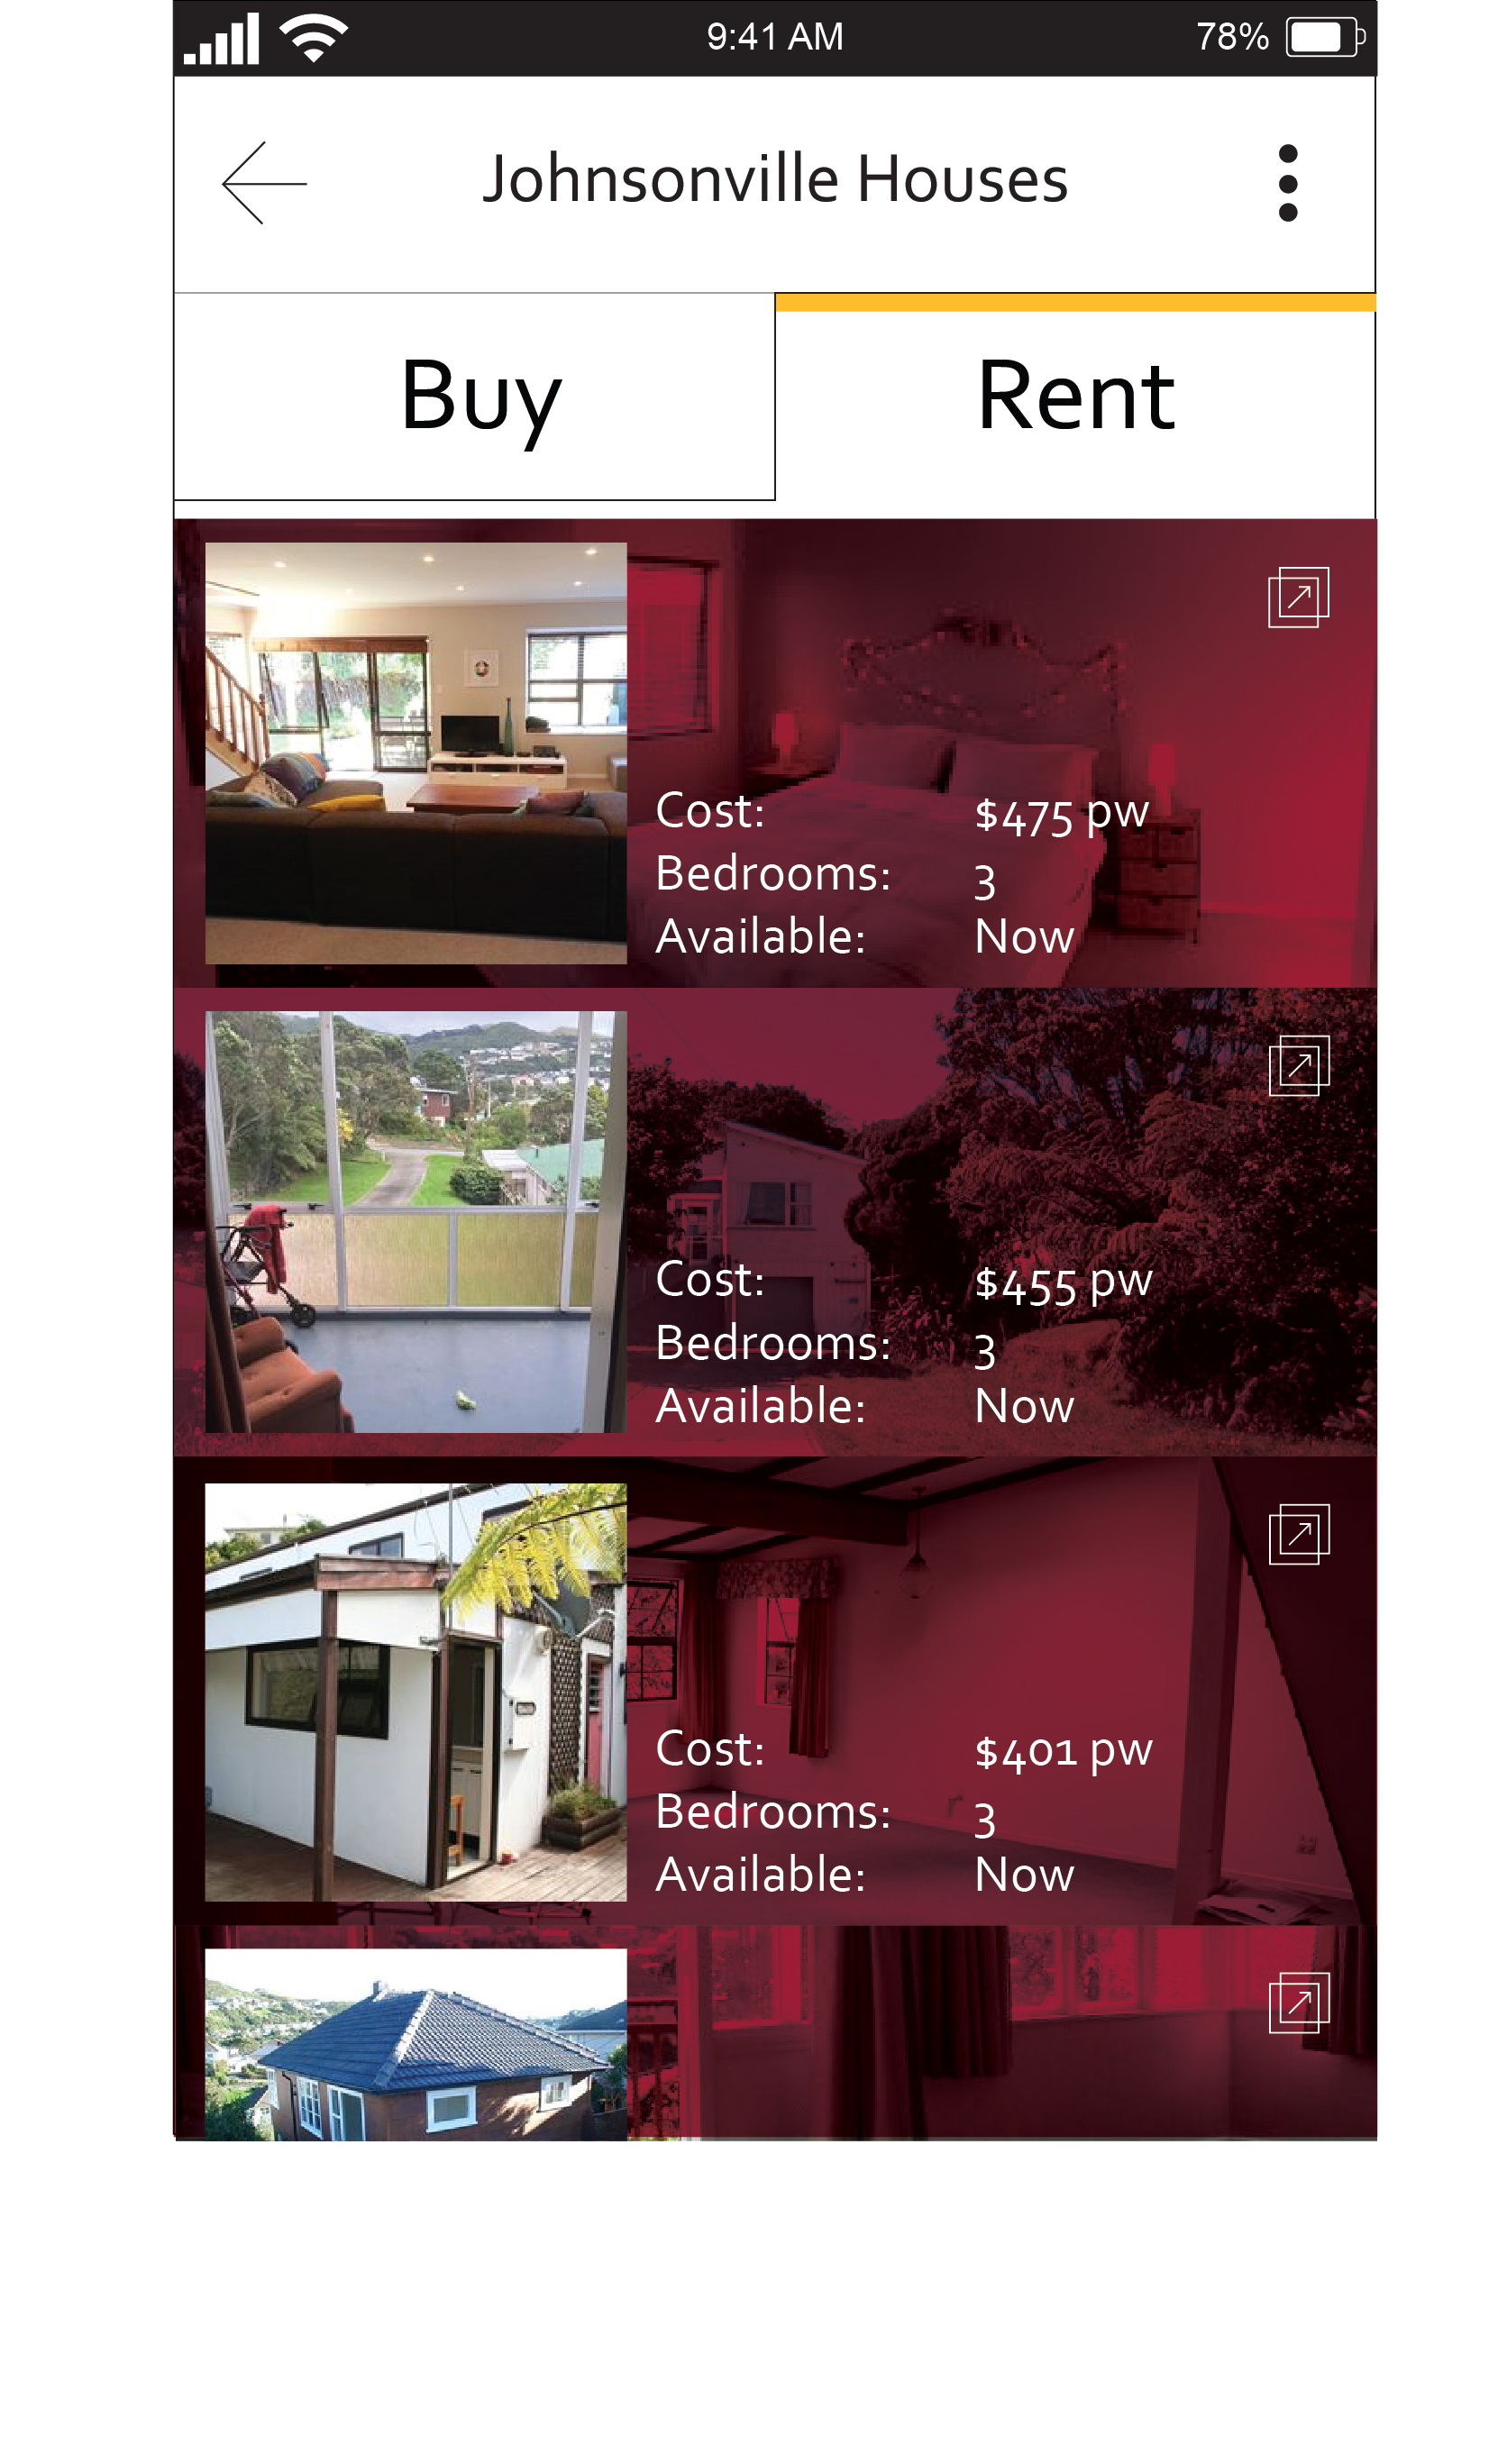 9:41 AM 78%
Johnsonville Houses
Buy Rent
Cost: $475 pw
Bedrooms: 3
Available: Now
Cost: $455 pw
Bedrooms: 3
Available: Now
Cost: $401 pw
Bedrooms: 3
Available: Now